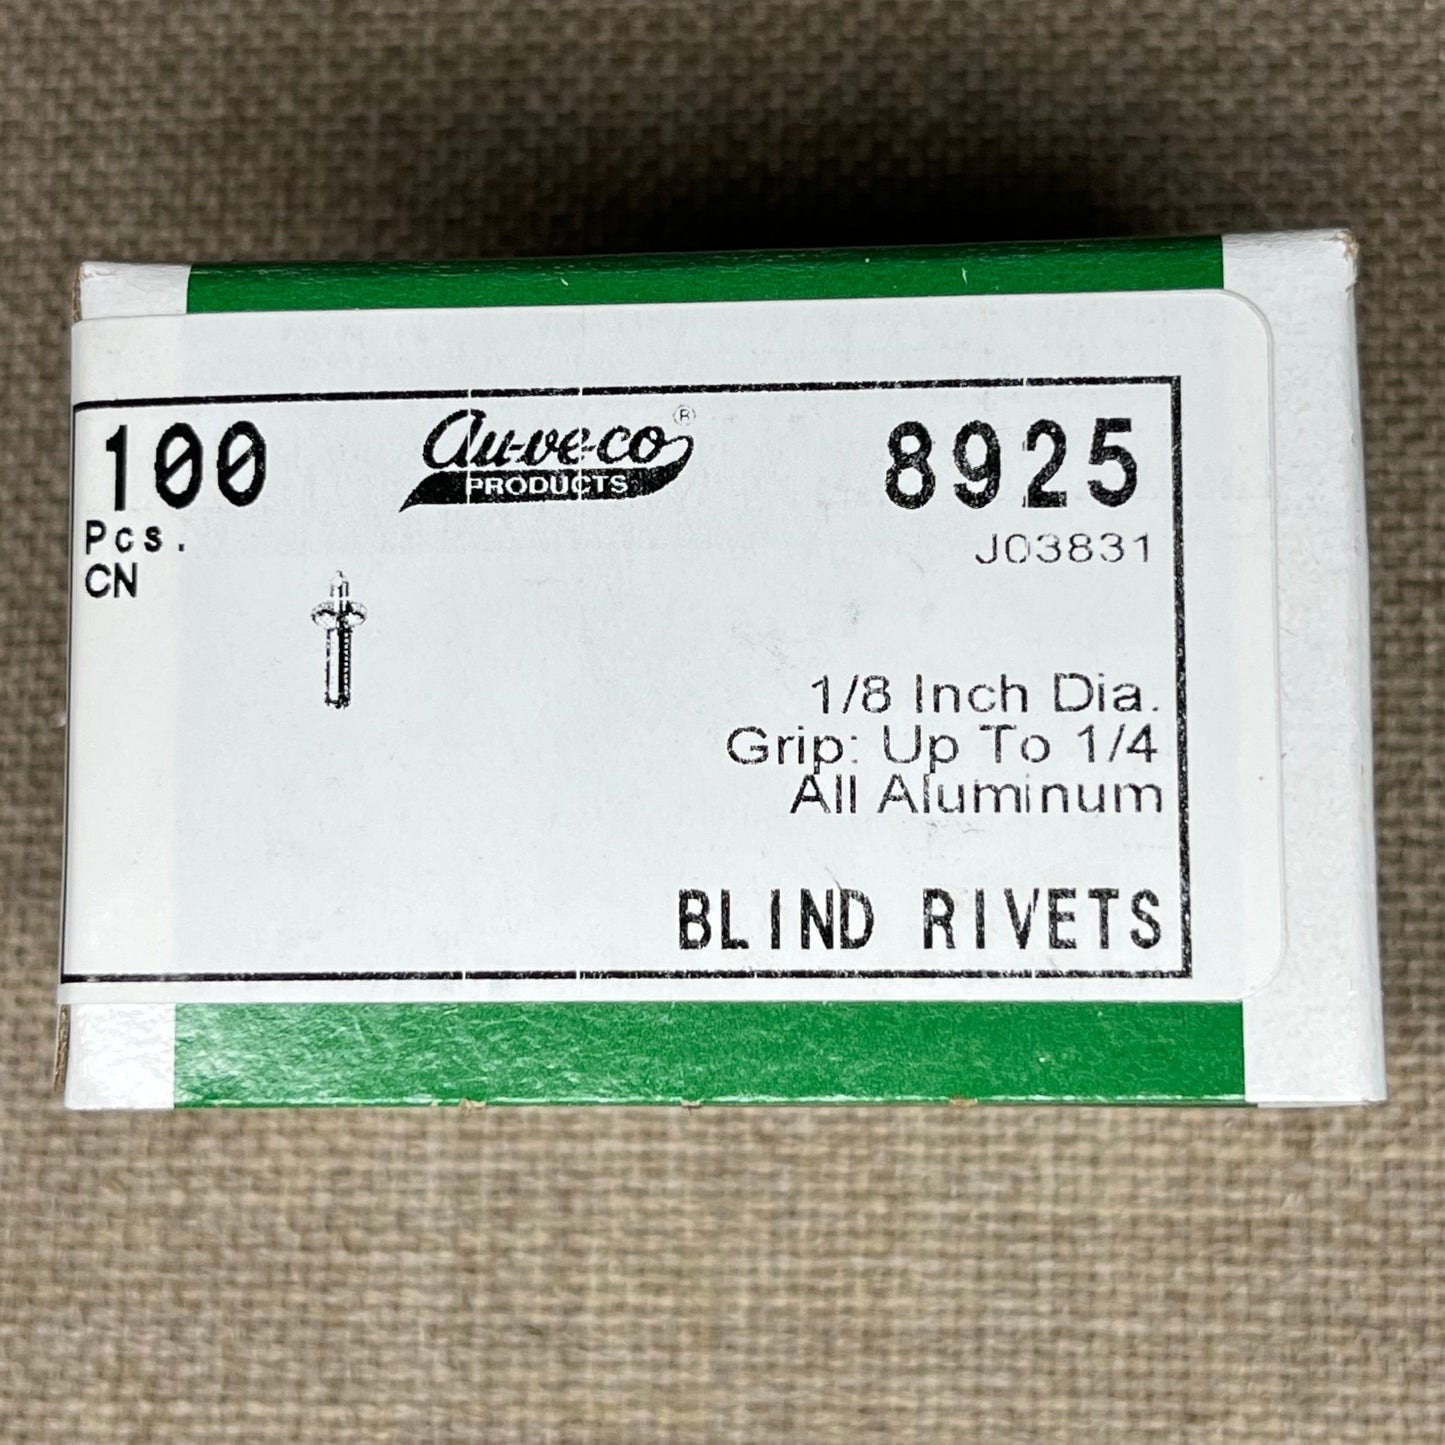 100
Pcs.
CN
Au-ve-co ®
PRODUCTS
8925
J03831
1/8 Inch Dia.
Grip: Up To 1/4
All Aluminum
BLIND RIVETS